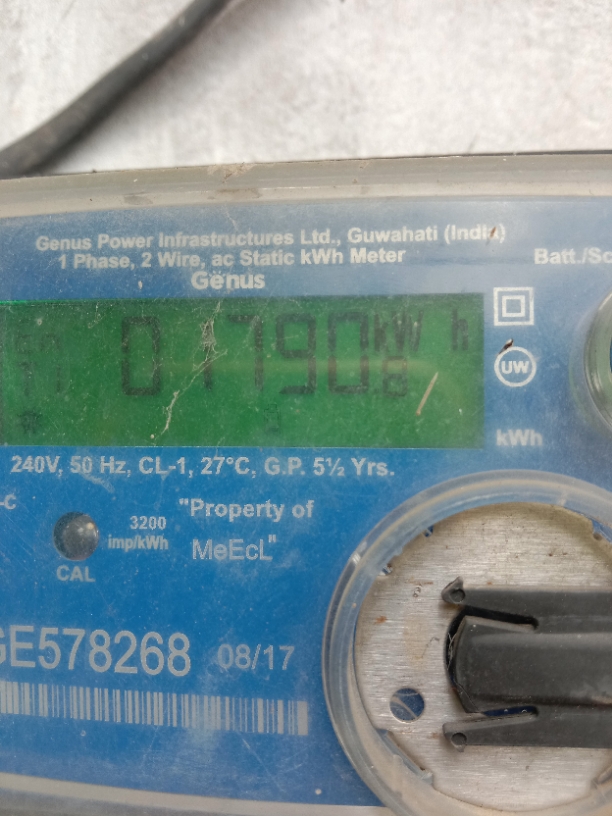 Genus Power Infrastructures Ltd., Guwahati (India)
1 Phase, 2 Wire, ac Static kWh Meter
Batt./Sc
Genus
01790 kWh
UW
kWh
240V, 50 Hz, CL-1, 27°C, G.P. 5½ Yrs.
-C
3200
imp/kWh
CAL
"Property of
MeEcL"
GE578268 08/17